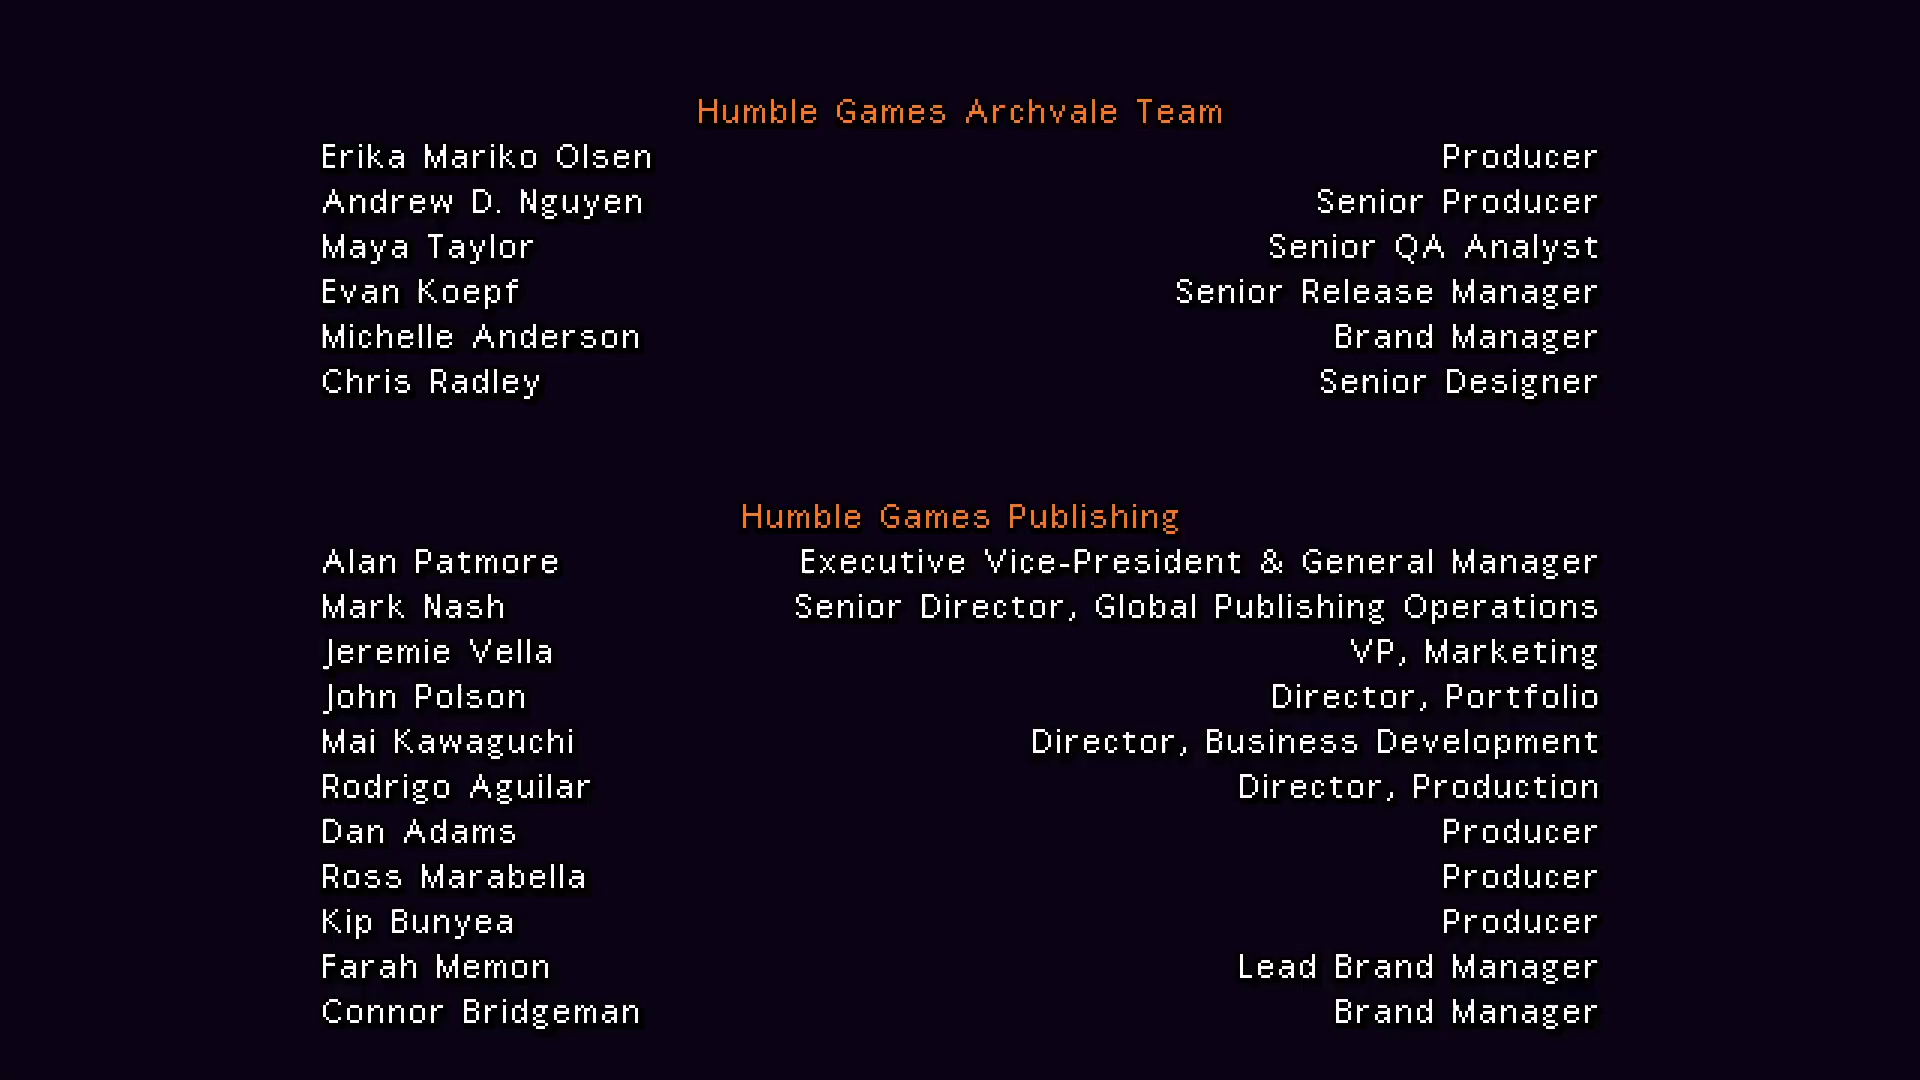 Humble Games Archvale Team
Erika Mariko Olsen Producer
Andrew D. Nguyen Senior Producer
Maya Taylor Senior QA Analyst
Evan Koepf Senior Release Manager
Michelle Anderson Brand Manager
Chris Radley Senior Designer
Humble Games Publishing
Alan Patmore Executive Vice-President & General Manager
Mark Nash Senior Director, Global Publishing Operations
Jeremie Vella VP, Marketing
John Polson Director, Portfolio
Mai Kawaguchi Director, Business Development
Rodrigo Aguilar Director, Production
Dan Adams Producer
Ross Marabella Producer
Kip Bunyea Producer
Farah Memon Lead Brand Manager
Connor Bridgeman Brand Manager